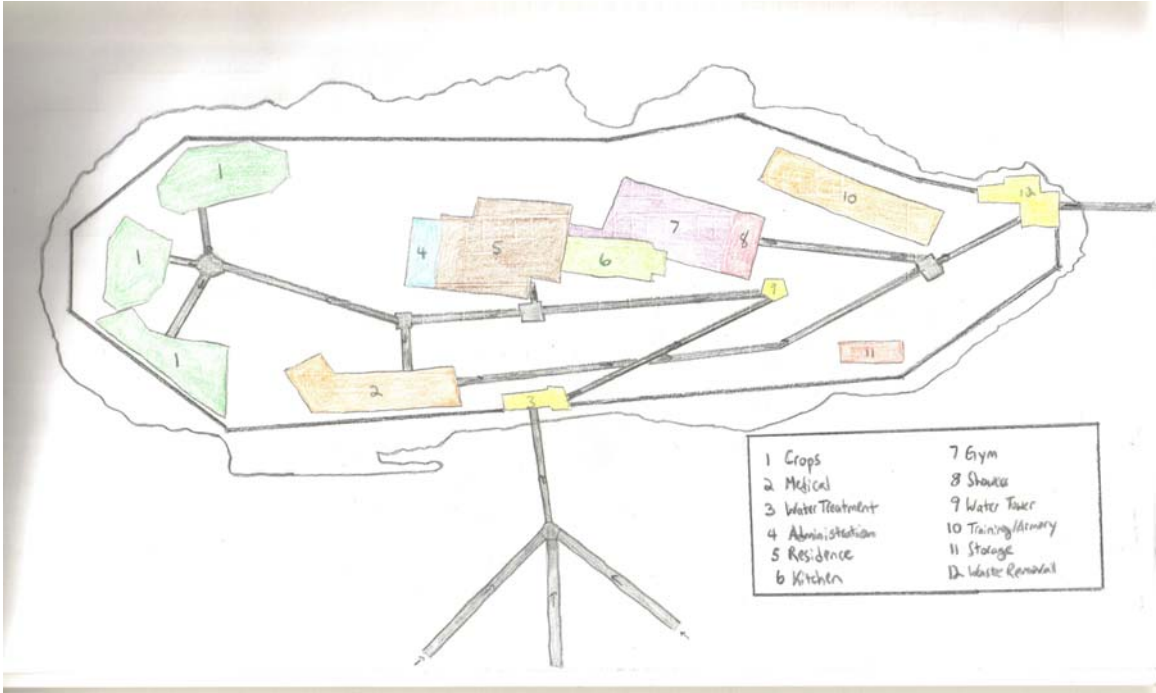 1
12
10
7
8
4
5
6
1
9
1
11
2
3
1 Crops
2 Medical
3 Water Treatment
4 Administration
5 Residence
6 Kitchen
7 Gym
8 Showers
9 Water Tower
10 Training/Armory
11 Storage
12 Waste Removal